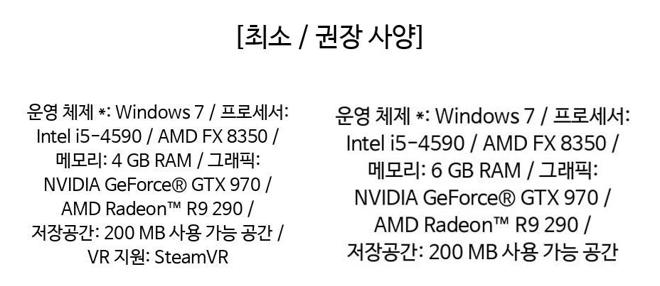 [최소 / 권장 사양]
운영 체제 *: Windows 7 / 프로세서:
Intel i5-4590 / AMD FX 8350 /
메모리: 4 GB RAM / 그래픽:
NVIDIA GeForce® GTX 970 /
AMD Radeon™ R9 290 /
저장공간: 200 MB 사용 가능 공간 /
VR 지원: SteamVR
운영 체제 *: Windows 7 / 프로세서:
Intel i5-4590 / AMD FX 8350 /
메모리: 6 GB RAM / 그래픽:
NVIDIA GeForce® GTX 970 /
AMD Radeon™ R9 290 /
저장공간: 200 MB 사용 가능 공간